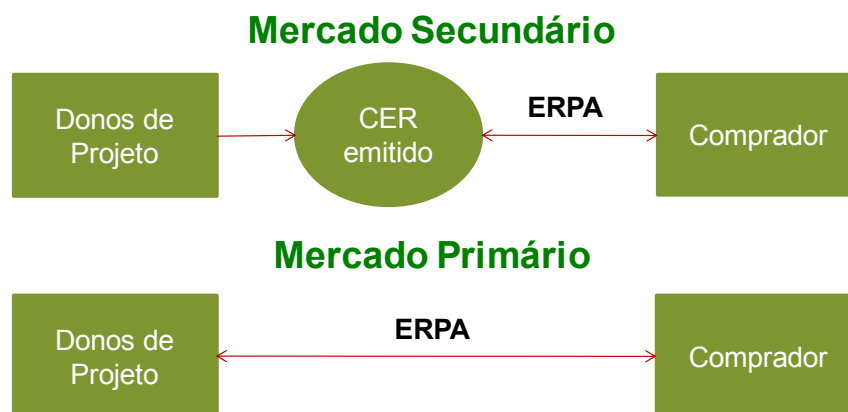 Mercado Secundário
Donos de
Projeto
CER
emitido
ERPA
Comprador
Mercado Primário
Donos de
Projeto
ERPA
Comprador